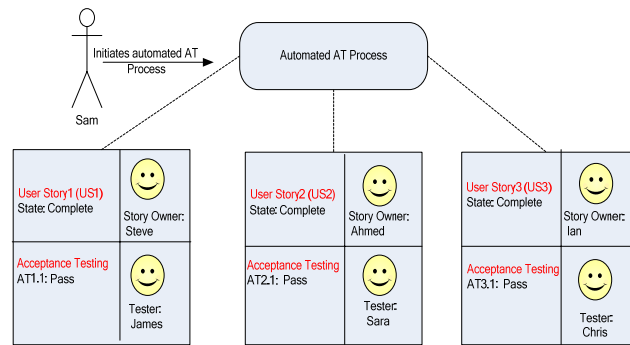 Initiates automated AT
Process
Sam
Automated AT Process
User Story1 (US1)
State: Complete
Story Owner:
Steve
Acceptance Testing
AT1.1: Pass
Tester:
James
User Story2 (US2)
State: Complete
Story Owner:
Ahmed
Acceptance Testing
AT2.1: Pass
Tester:
Sara
User Story3 (US3)
State: Complete
Story Owner:
Ian
Acceptance Testing
AT3.1: Pass
Tester:
Chris